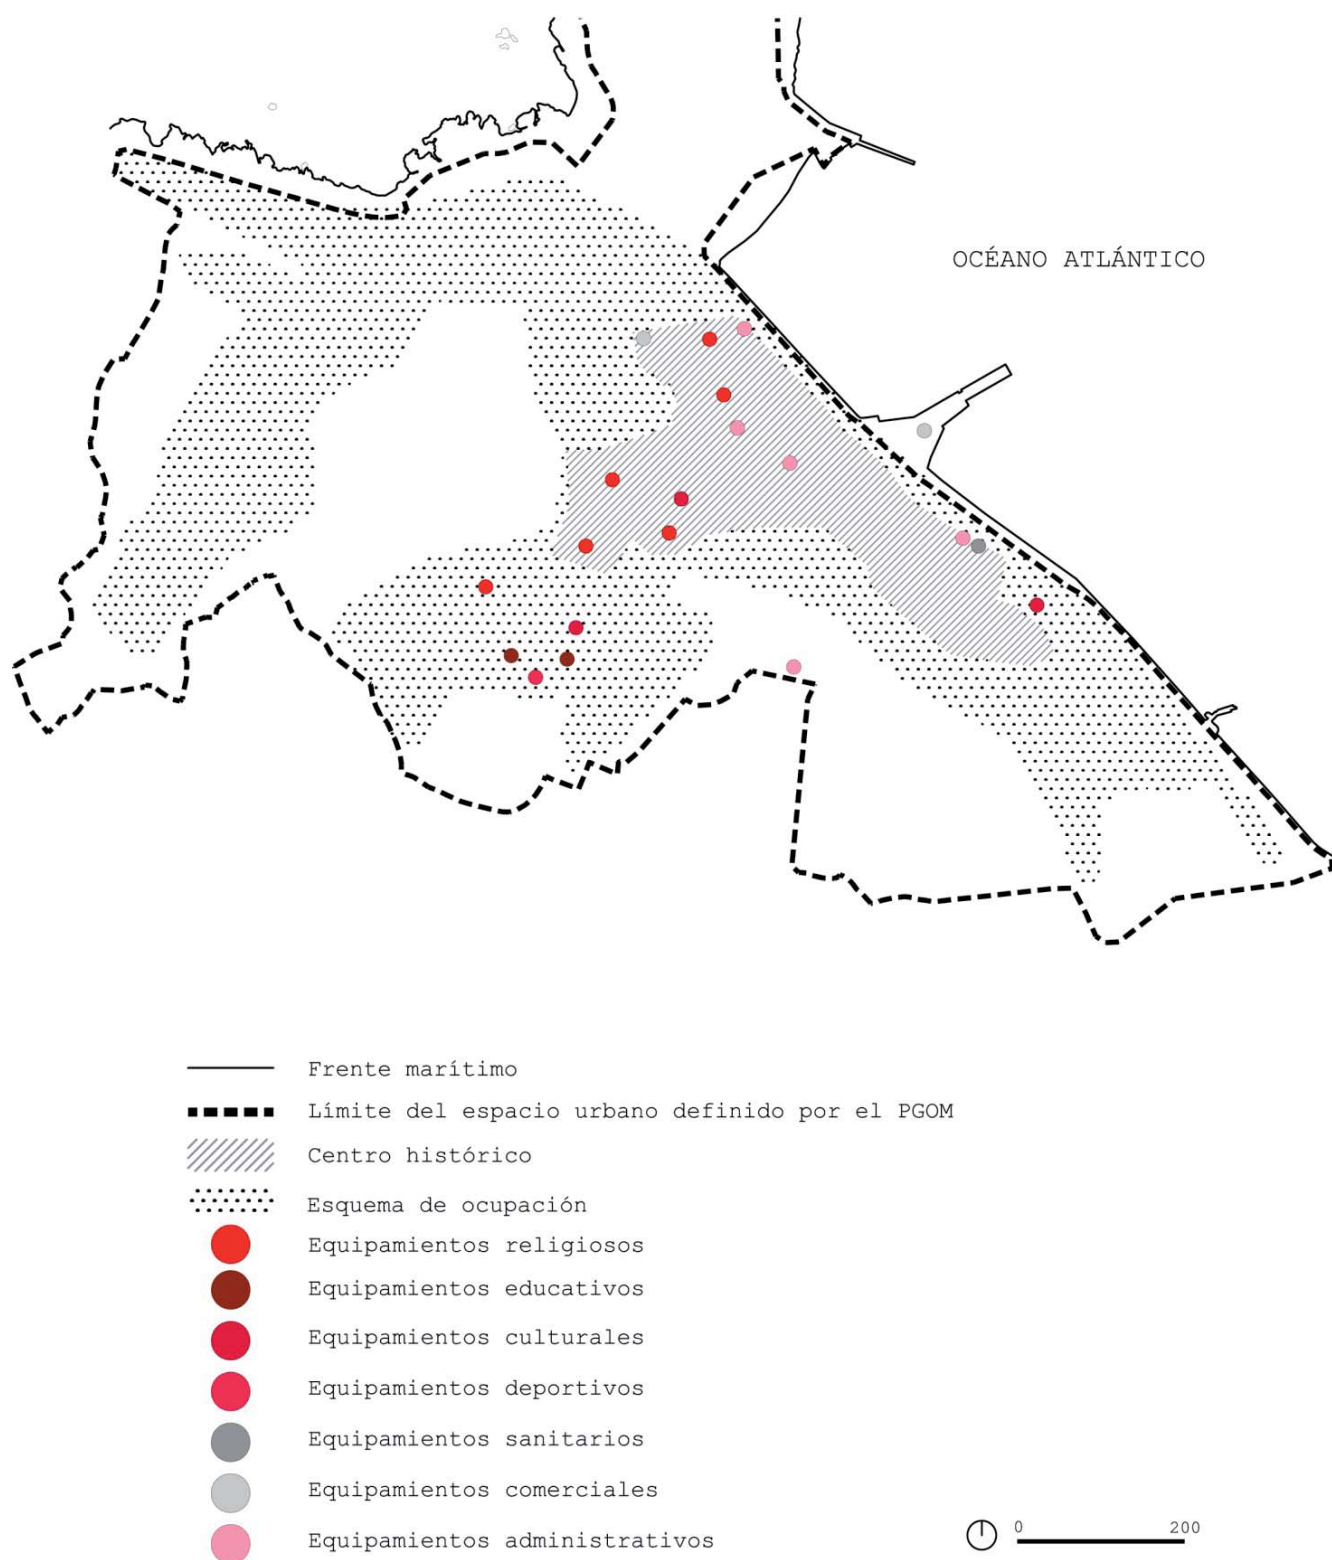 OCÉANO ATLÁNTICO
Frente marítimo
Límite del espacio urbano definido por el PGOM
Centro histórico
Esquema de ocupación
Equipamientos religiosos
Equipamientos educativos
Equipamientos culturales
Equipamientos deportivos
Equipamientos sanitarios
Equipamientos comerciales
Equipamientos administrativos
0 200